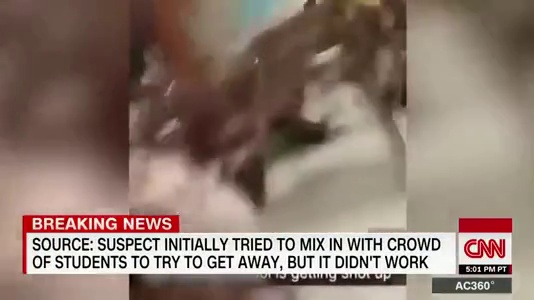 is getting shot up
BREAKING NEWS
SOURCE: SUSPECT INITIALLY TRIED TO MIX IN WITH CROWD
OF STUDENTS TO TRY TO GET AWAY, BUT IT DIDN'T WORK
CNN
5:01 PM PT
AC360°